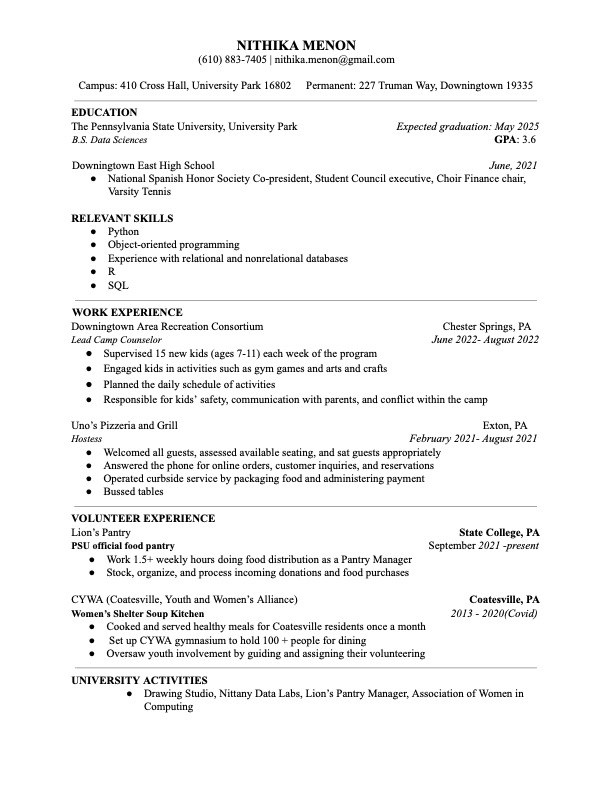 NITHIKA MENON
(610) 883-7405 | nithika.menon@gmail.com
Campus: 410 Cross Hall, University Park 16802 Permanent: 227 Truman Way, Downingtown 19335
EDUCATION
The Pennsylvania State University, University Park Expected graduation: May 2025
B.S. Data Sciences GPA: 3.6
Downingtown East High School June, 2021
● National Spanish Honor Society Co-president, Student Council executive, Choir Finance chair,
Varsity Tennis
RELEVANT SKILLS
● Python
● Object-oriented programming
● Experience with relational and nonrelational databases
● R
● SQL
WORK EXPERIENCE
Downingtown Area Recreation Consortium Chester Springs, PA
Lead Camp Counselor June 2022- August 2022
● Supervised 15 new kids (ages 7-11) each week of the program
● Engaged kids in activities such as gym games and arts and crafts
● Planned the daily schedule of activities
● Responsible for kids' safety, communication with parents, and conflict within the camp
Uno's Pizzeria and Grill Exton, PA
Hostess February 2021- August 2021
● Welcomed all guests, assessed available seating, and sat guests appropriately
● Answered the phone for online orders, customer inquiries, and reservations
● Operated curbside service by packaging food and administering payment
● Bussed tables
VOLUNTEER EXPERIENCE
Lion's Pantry State College, PA
PSU official food pantry September 2021 -present
● Work 1.5+ weekly hours doing food distribution as a Pantry Manager
● Stock, organize, and process incoming donations and food purchases
CYWA (Coatesville, Youth and Women's Alliance) Coatesville, PA
Women's Shelter Soup Kitchen 2013 - 2020(Covid)
● Cooked and served healthy meals for Coatesville residents once a month
● Set up CYWA gymnasium to hold 100 + people for dining
● Oversaw youth involvement by guiding and assigning their volunteering
UNIVERSITY ACTIVITIES
● Drawing Studio, Nittany Data Labs, Lion's Pantry Manager, Association of Women in
Computing